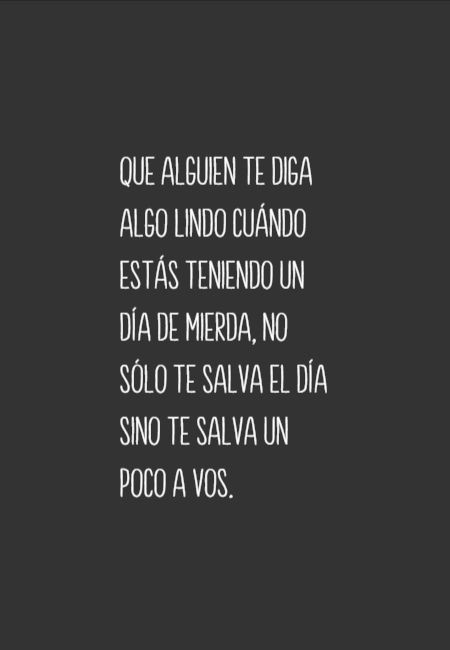 QUE ALGUIEN TE DIGA
ALGO LINDO CUÁNDO
ESTÁS TENIENDO UN
DÍA DE MIERDA, NO
SÓLO TE SALVA EL DÍA
SINO TE SALVA UN
POCO A VOS.